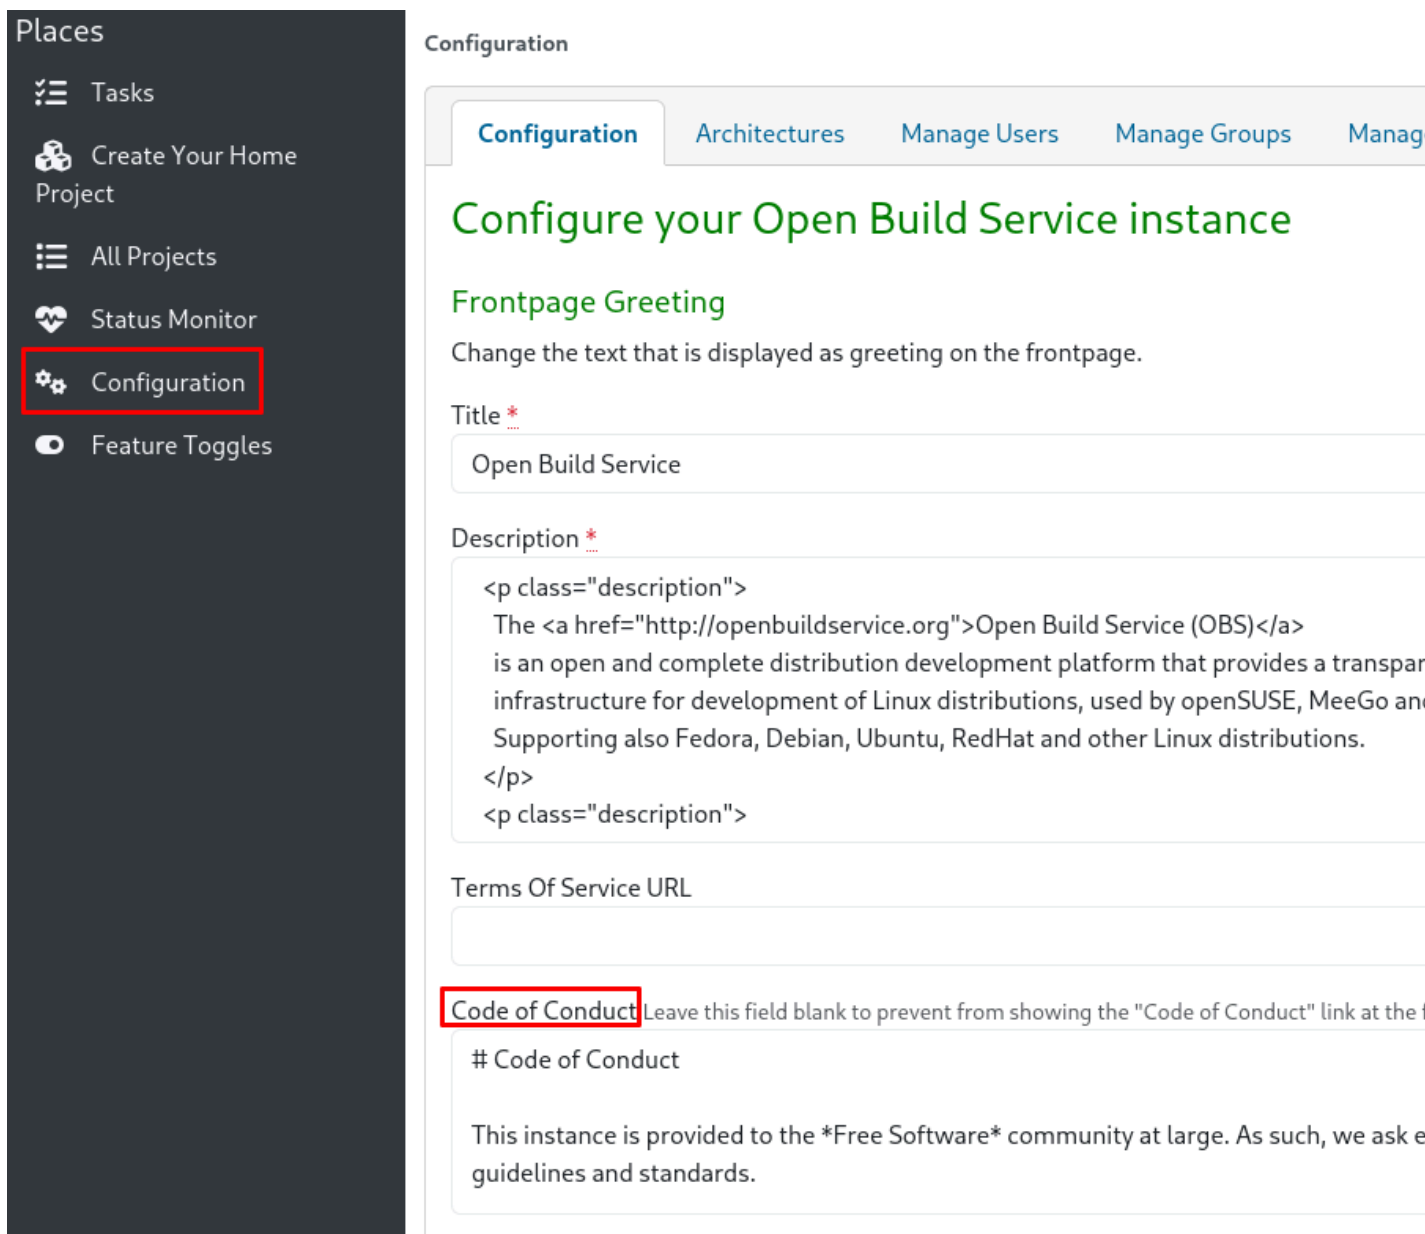 Places
Tasks
Create Your Home
Project
All Projects
Status Monitor
Configuration
Feature Toggles
Configuration
Configuration Architectures Manage Users Manage Groups
Configure your Open Build Service instance
Frontpage Greeting
Change the text that is displayed as greeting on the frontpage.
Title *
Open Build Service
Description *
<p class="description">
The <a href="http://openbuildservice.org">Open Build Service (OBS)</a>
is an open and complete distribution development platform that provides a
infrastructure for development of Linux distributions, used by openSUSE, MeeGo
Supporting also Fedora, Debian, Ubuntu, RedHat and other Linux distributions.
</p>
<p class="description">
Terms Of Service URL
Code of Conduct Leave this field blank to prevent from showing the "Code of Conduct" link at the
# Code of Conduct
This instance is provided to the *Free Software* community at large. As such, we ask
guidelines and standards.